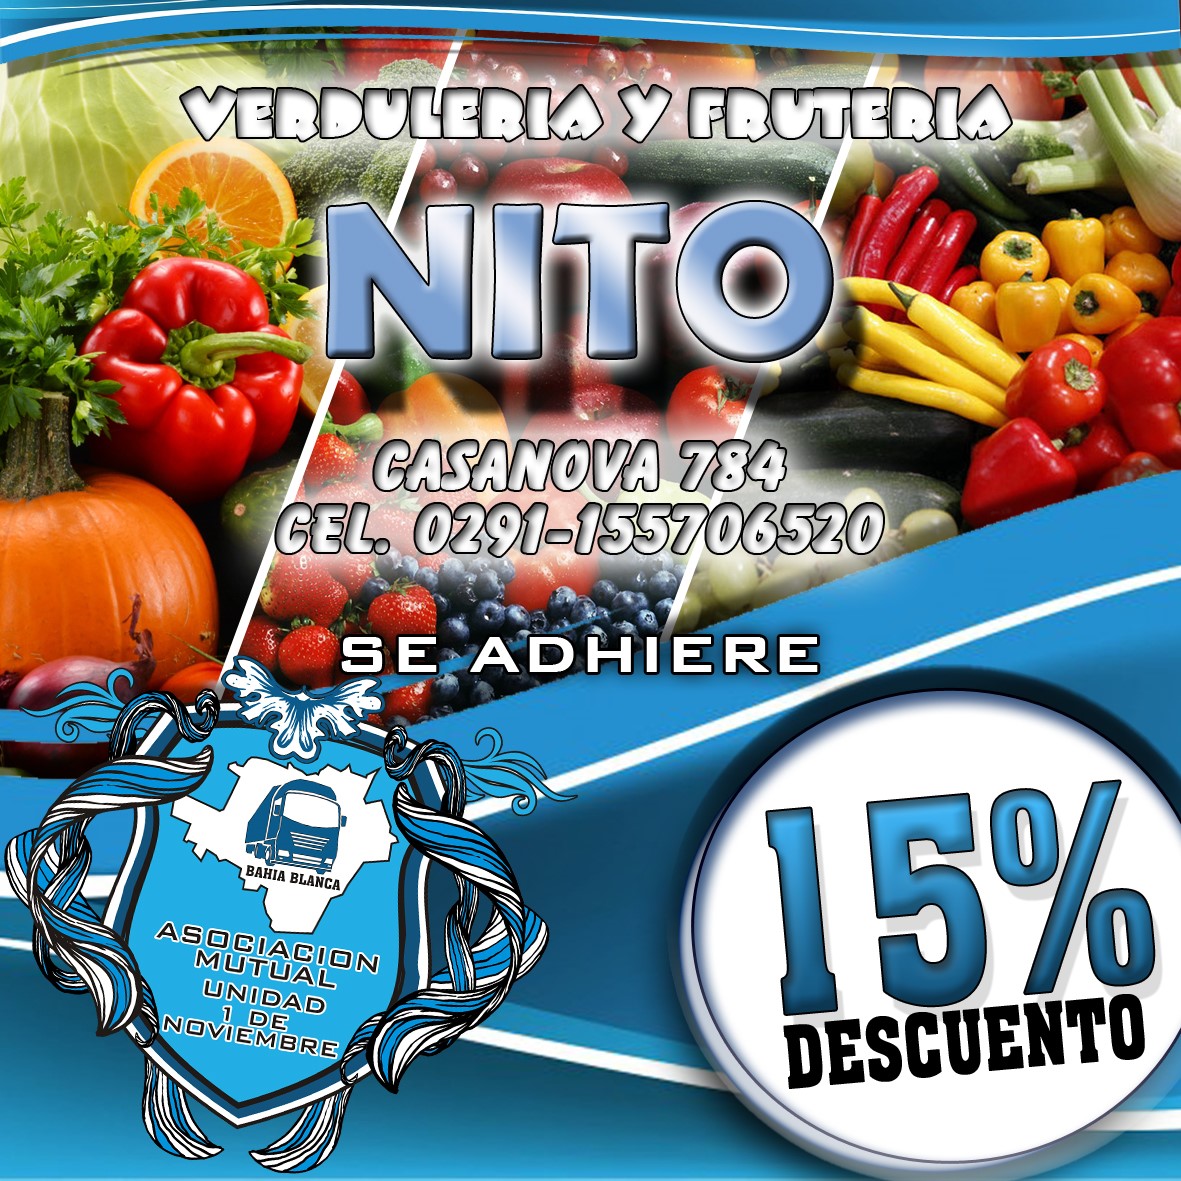 VERDULERIA Y FRUTERIA
NITO
CASANOVA 784
CEL. 0291-155706520
SE ADHIERE
BAHIA BLANCA
ASOCIACION
MUTUAL
UNIDAD
1 DE
NOVIEMBRE
15%
DESCUENTO